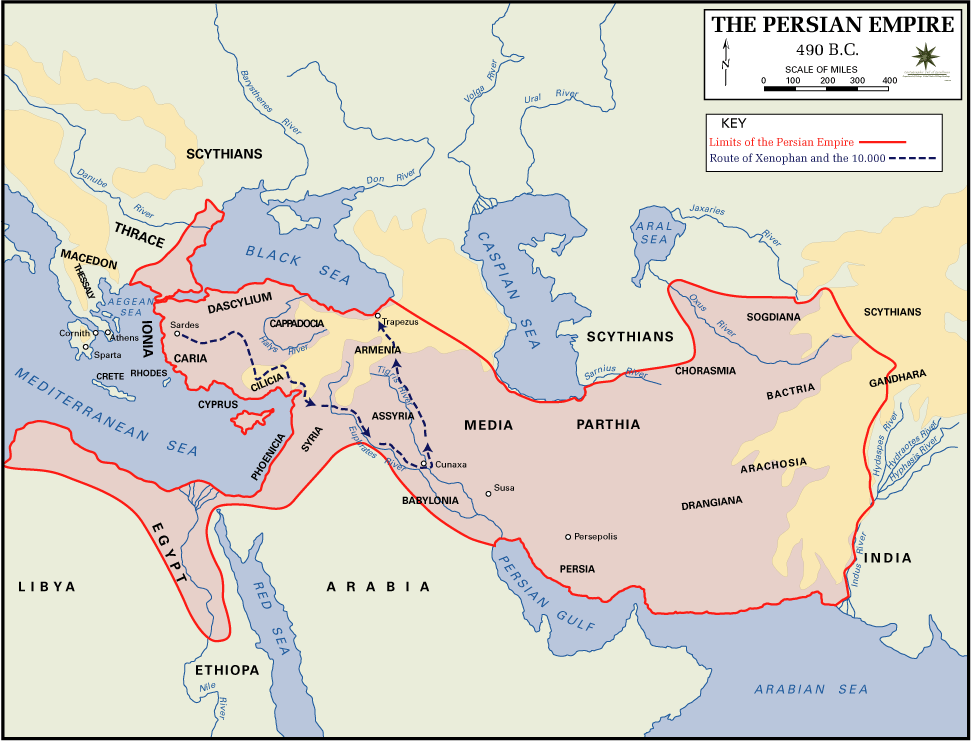 THE PERSIAN EMPIRE
490 B.C.
N
SCALE OF MILES
0 100 200 300 400
KEY
Limits of the Persian Empire
Route of Xenophan and the 10.000
Borysthenes
River
Volga River
Ural River
SCYTHIANS
Danube
River
Don River
Jaxaries
River
ARAL
SEA
THRACE
BLACK SEA
CASPIAN SEA
MACEDON
THESSALY
AEGEAN
SEA
DASCYLIUM
Oxus
River
SOGDIANA
SCYTHIANS
CAPPADOCIA
Trapezus
Sardes
Cornith
Athens
Sparta
IONIA
Halys River
SCYTHIANS
ARMENIA
CARIA
CRETE
RHODES
CILICIA
Tigris River
Sarnius River
CHORASMIA
GANDHARA
BACTRIA
MEDITERRANEAN SEA
CYPRUS
ASSYRIA
MEDIA
PARTHIA
PHOENICIA
SYRIA
Euphrates River
Cunaxa
Hydaspes River
Hydraotes River
Hyphasis River
ARACHOSIA
BABYLONIA
Susa
DRANGIANA
EGYPT
Persepolis
PERSIA
Indus River
INDIA
LIBYA
ARABIA
RED SEA
PERSIAN GULF
ETHIOPA
Nile
River
ARABIAN SEA